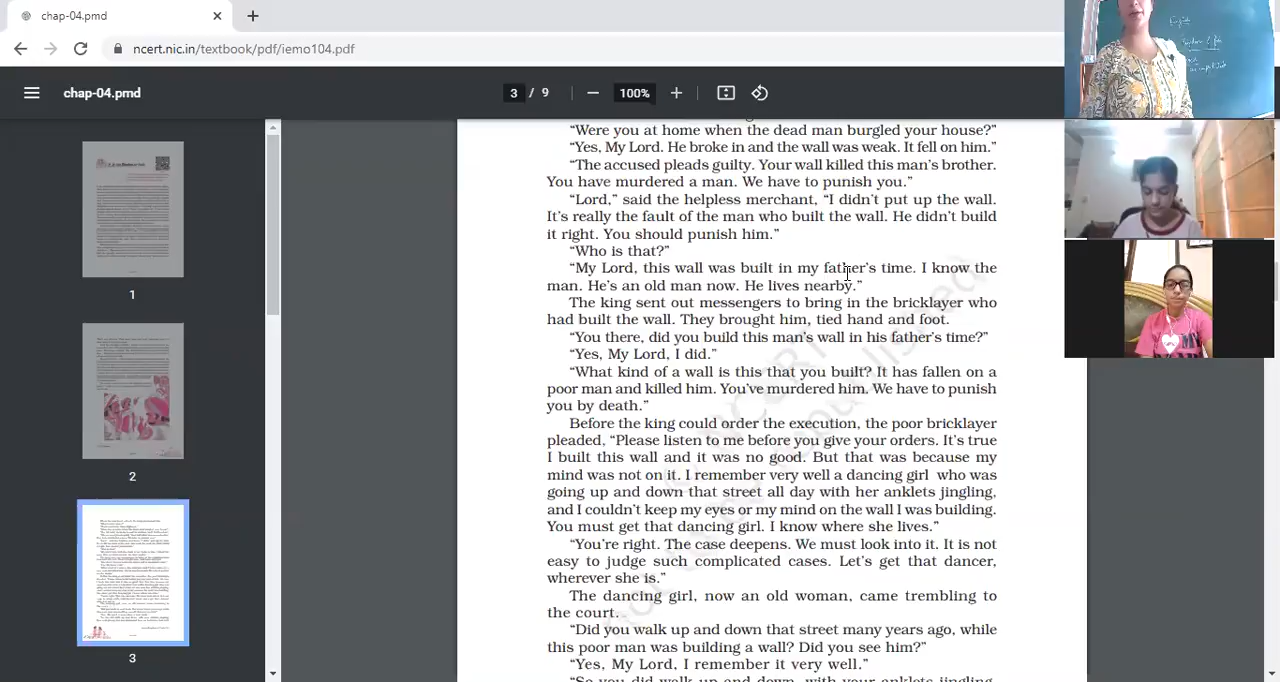 chap-04.pmd
ncert.nic.in/textbook/pdf/iemo104.pdf
chap-04.pmd
3 / 9
100%
1
2
3
“Were you at home when the dead man burgled your house?”
“Yes, My Lord. He broke in and the wall was weak. It fell on him.”
“The accused pleads guilty. Your wall killed this man’s brother.
You have murdered a man. We have to punish you.”
“Lord,” said the helpless merchant, “I didn’t put up the wall.
It’s really the fault of the man who built the wall. He didn’t build
it right. You should punish him.”
“Who is that?”
“My Lord, this wall was built in my father’s time. I know the
man. He’s an old man now. He lives nearby.”
The king sent out messengers to bring in the bricklayer who
had built the wall. They brought him, tied hand and foot.
“You there, did you build this man’s wall in his father’s time?”
“Yes, My Lord, I did.”
“What kind of a wall is this that you built? It has fallen on a
poor man and killed him. You’ve murdered him. We have to punish
you by death.”
Before the king could order the execution, the poor bricklayer
pleaded, “Please listen to me before you give your orders. It’s true
I built this wall and it was no good. But that was because my
mind was not on it. I remember very well a dancing girl who was
going up and down that street all day with her anklets jingling,
and I couldn’t keep my eyes or my mind on the wall I was building.
You must get that dancing girl. I know where she lives.”
“You’re right. The case deepens. We must look into it. It is not
easy to judge such complicated cases. Let’s get that dancer,
wherever she is.”
The dancing girl, now an old woman, came trembling to
the court.
“Did you walk up and down that street many years ago, while
this poor man was building a wall? Did you see him?”
“Yes, My Lord, I remember it very well.”
“So you did walk up and down, with your anklets jingling.
English